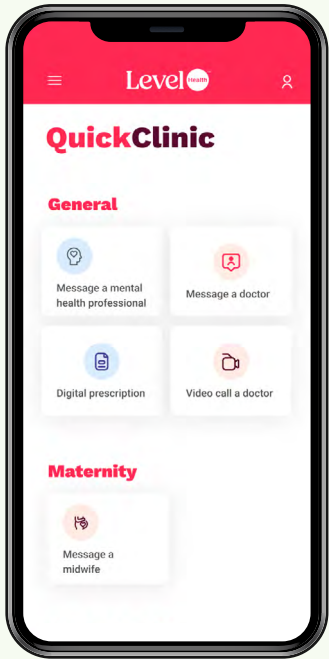 Level Health
QuickClinic
General
Message a mental
health professional
Message a doctor
Digital prescription
Video call a doctor
Maternity
Message a
midwife